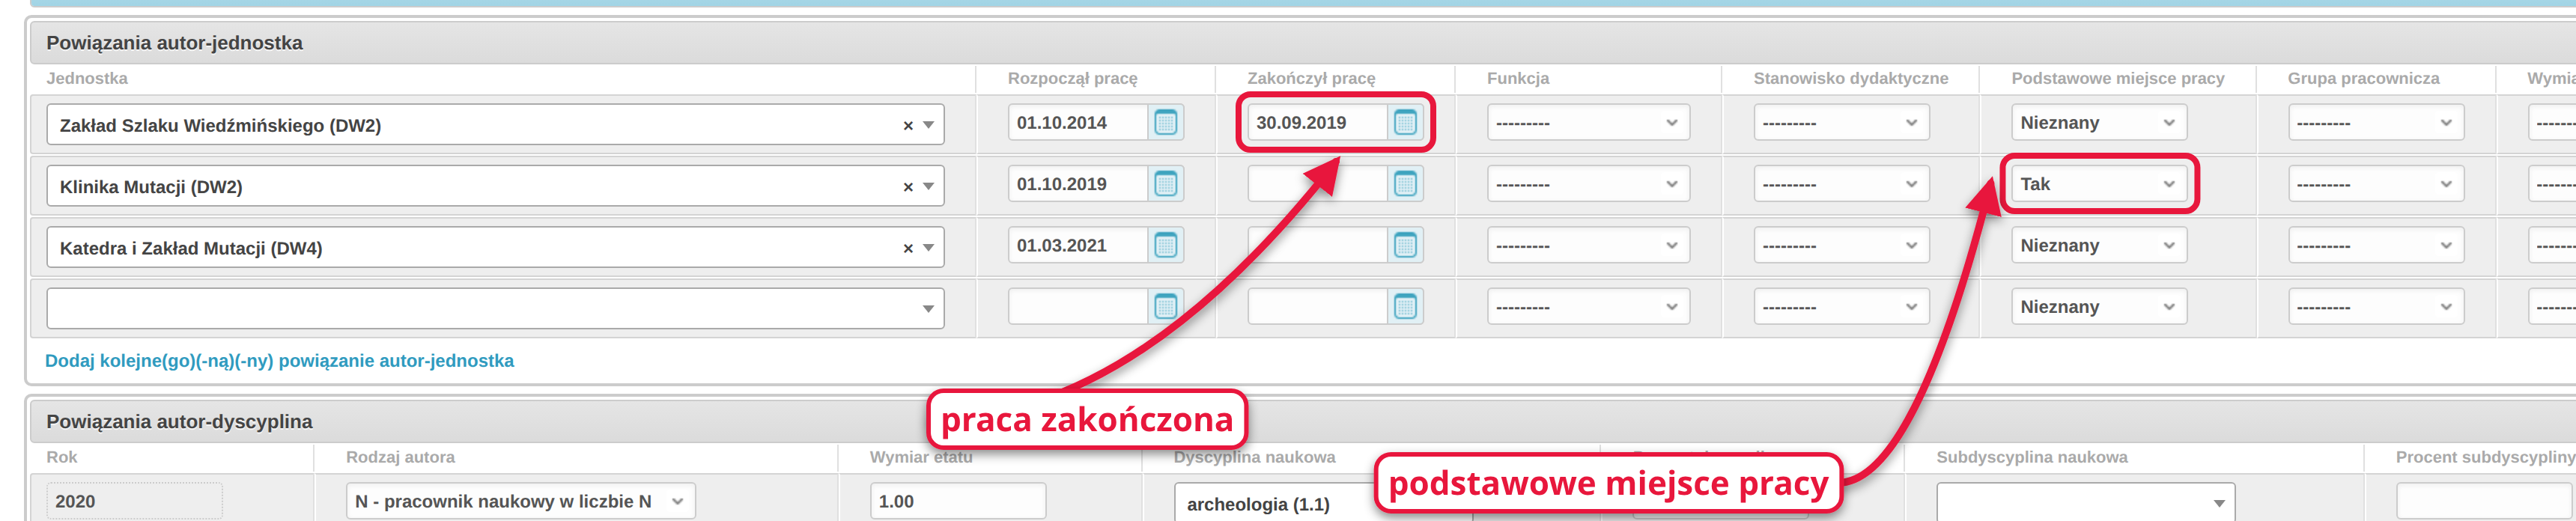 Powiązania autor-jednostka
Jednostka Rozpoczął pracę Zakończył pracę Funkcja Stanowisko dydaktyczne Podstawowe miejsce pracy Grupa pracownicza
Zakład Szlaku Wiedźmińskiego (DW2) × 01.10.2014 30.09.2019 --------- --------- Nieznany ---------
Klinika Mutacji (DW2) × 01.10.2019 --------- --------- Tak ---------
Katedra i Zakład Mutacji (DW4) × 01.03.2021 --------- --------- Nieznany ---------
--------- --------- Nieznany ---------
Dodaj kolejne(go)(-ną)(-ny) powiązanie autor-jednostka
praca zakończona
Powiązania autor-dyscyplina
Rok Rodzaj autora Wymiar etatu Dyscyplina naukowa Subdyscyplina naukowa Procent subdyscypliny
podstawowe miejsce pracy
2020 N - pracownik naukowy w liczbie N 1.00 archeologia (1.1)